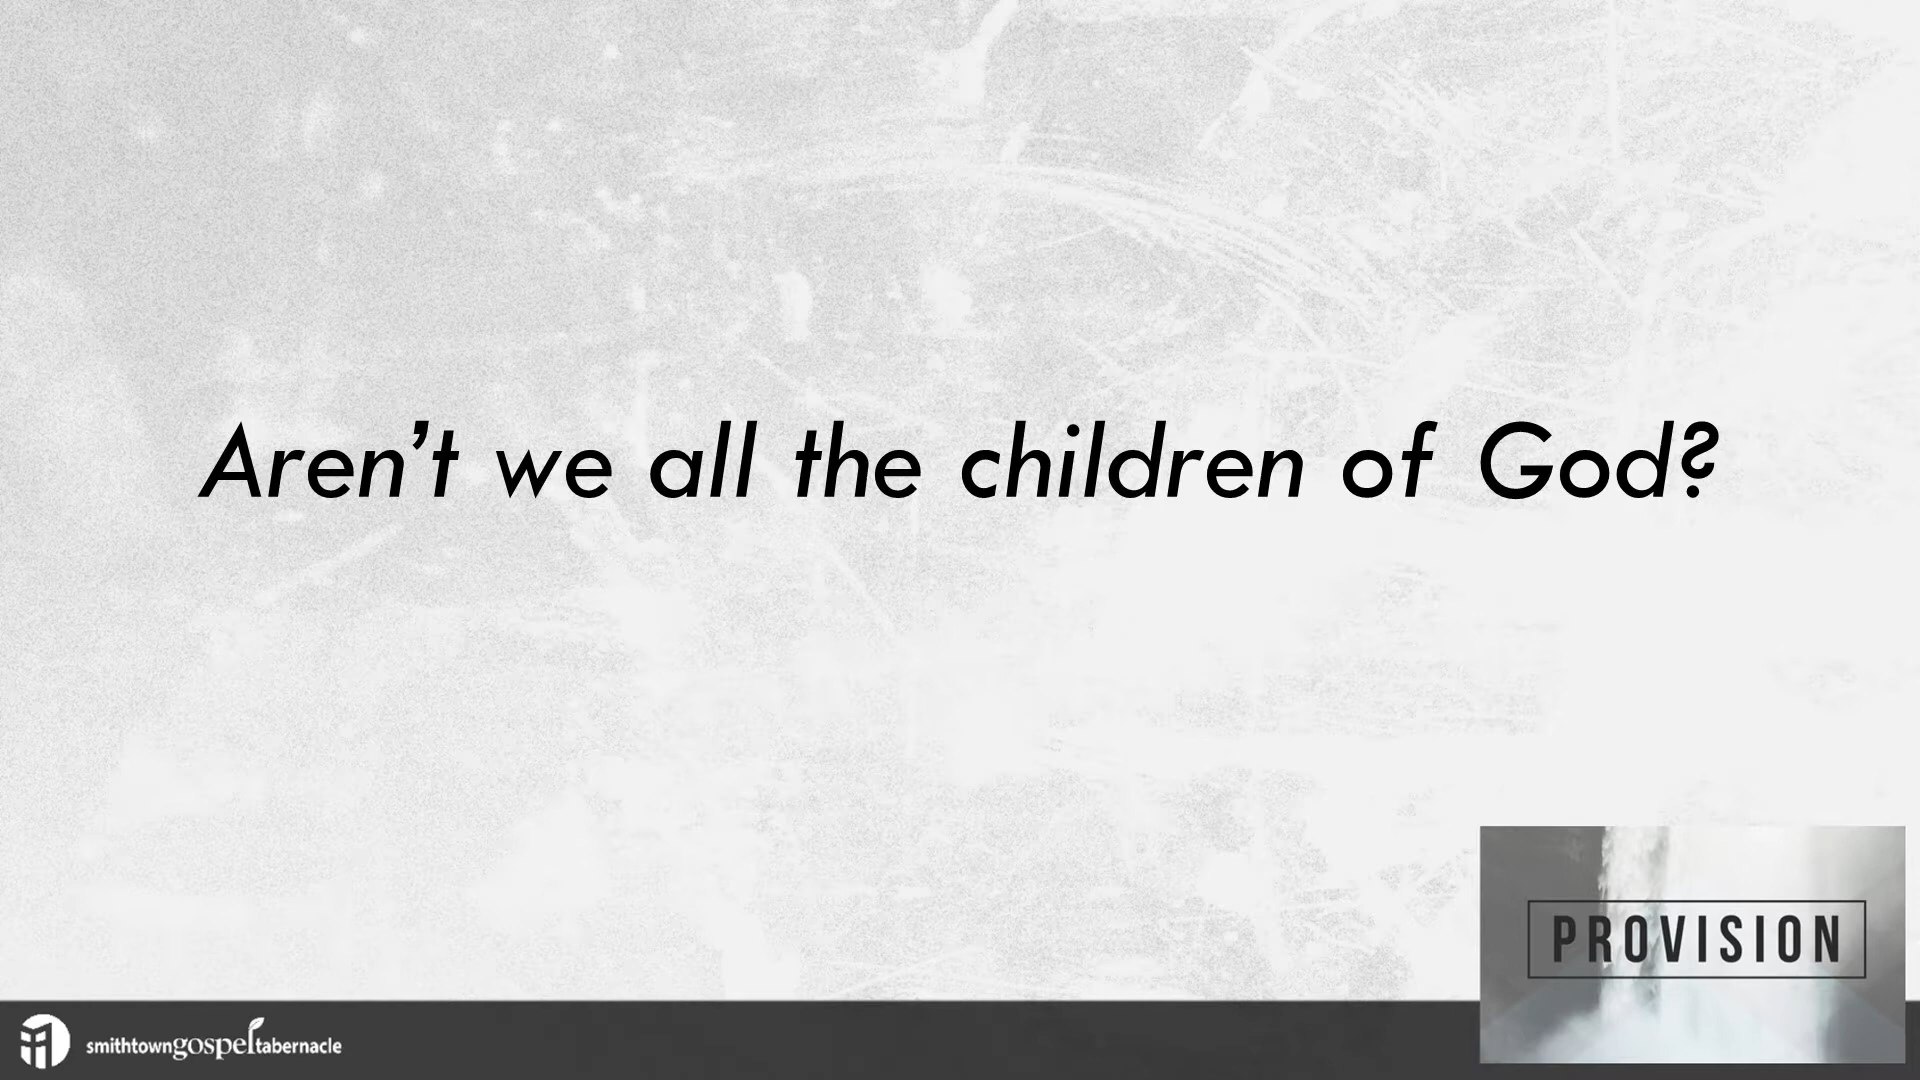 Aren’t we all the children of God?
PROVISION
smithtowngospeltabernacle